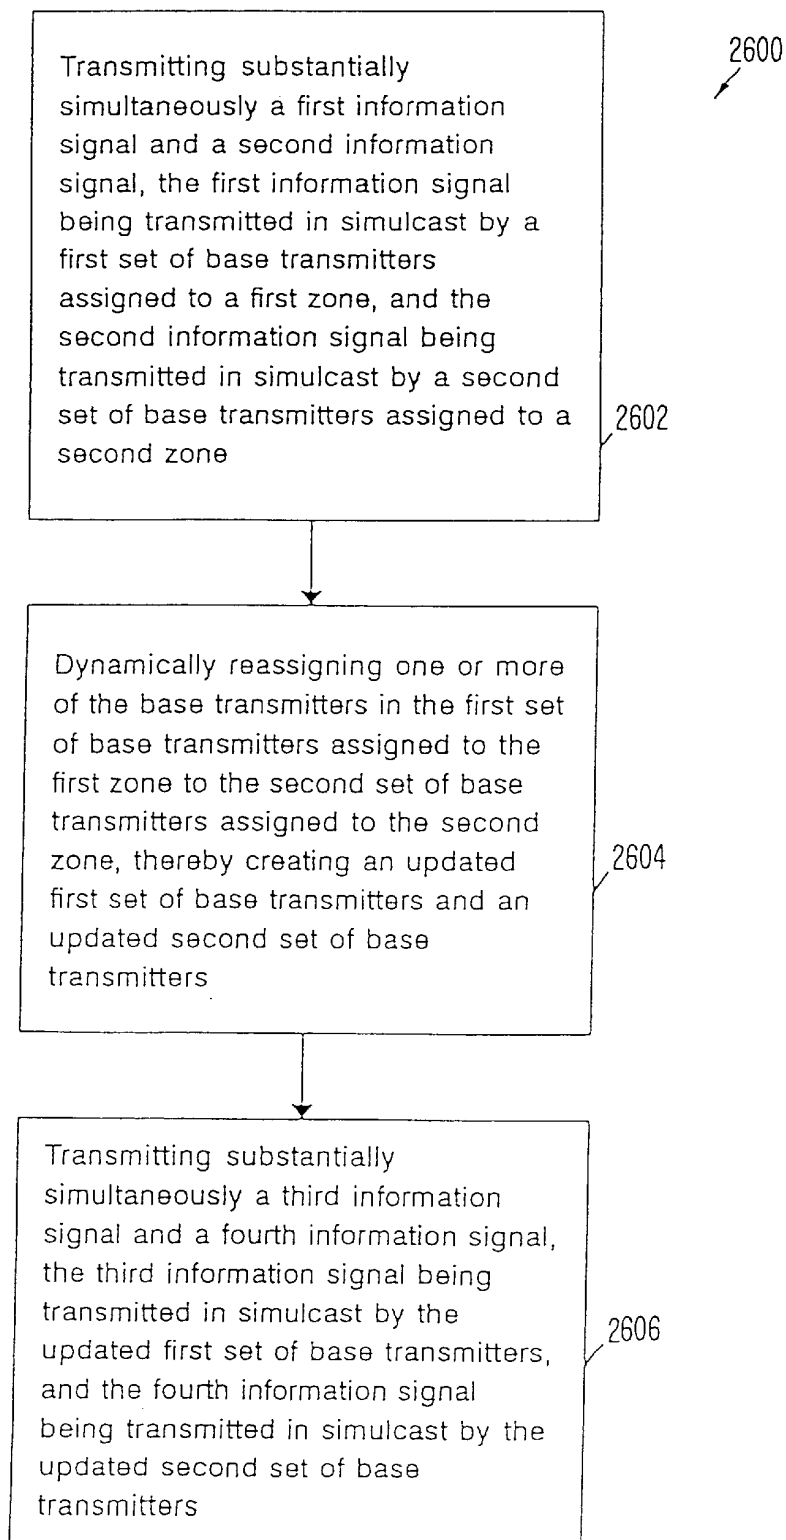 2600
Transmitting substantially
simultaneously a first information
signal and a second information
signal, the first information signal
being transmitted in simulcast by a
first set of base transmitters
assigned to a first zone, and the
second information signal being
transmitted in simulcast by a second
set of base transmitters assigned to a
second zone
2602
Dynamically reassigning one or more
of the base transmitters in the first set
of base transmitters assigned to the
first zone to the second set of base
transmitters assigned to the second
zone, thereby creating an updated
first set of base transmitters and an
updated second set of base
transmitters
2604
Transmitting substantially
simultaneously a third information
signal and a fourth information signal,
the third information signal being
transmitted in simulcast by the
updated first set of base transmitters,
and the fourth information signal
being transmitted in simulcast by the
updated second set of base
transmitters
2606